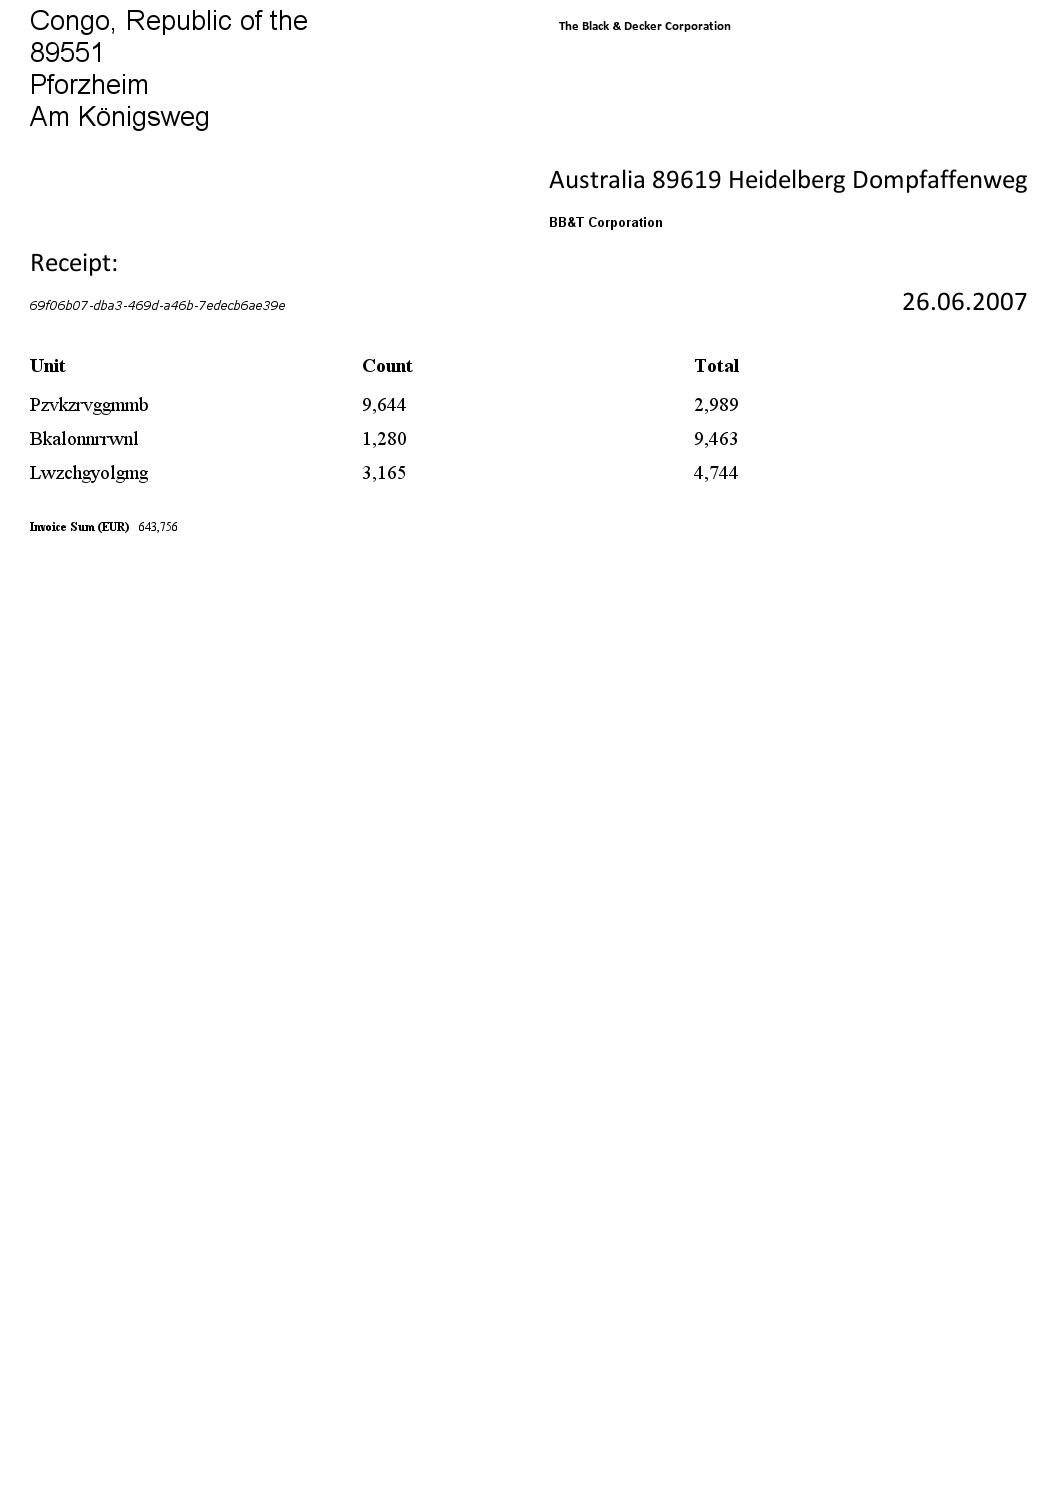 Congo, Republic of the
89551
Pforzheim
Am Königsweg
The Black & Decker Corporation
Australia 89619 Heidelberg Dompfaffenweg
BB&T Corporation
Receipt:
69f06b07-dba3-469d-a46b-7edecb6ae39e
26.06.2007
Unit Count Total
Pzvkzrvggmmb 9,644 2,989
Bkalonnrrwnl 1,280 9,463
Lwzchgyolgmg 3,165 4,744
Invoice Sum (EUR) 643,756